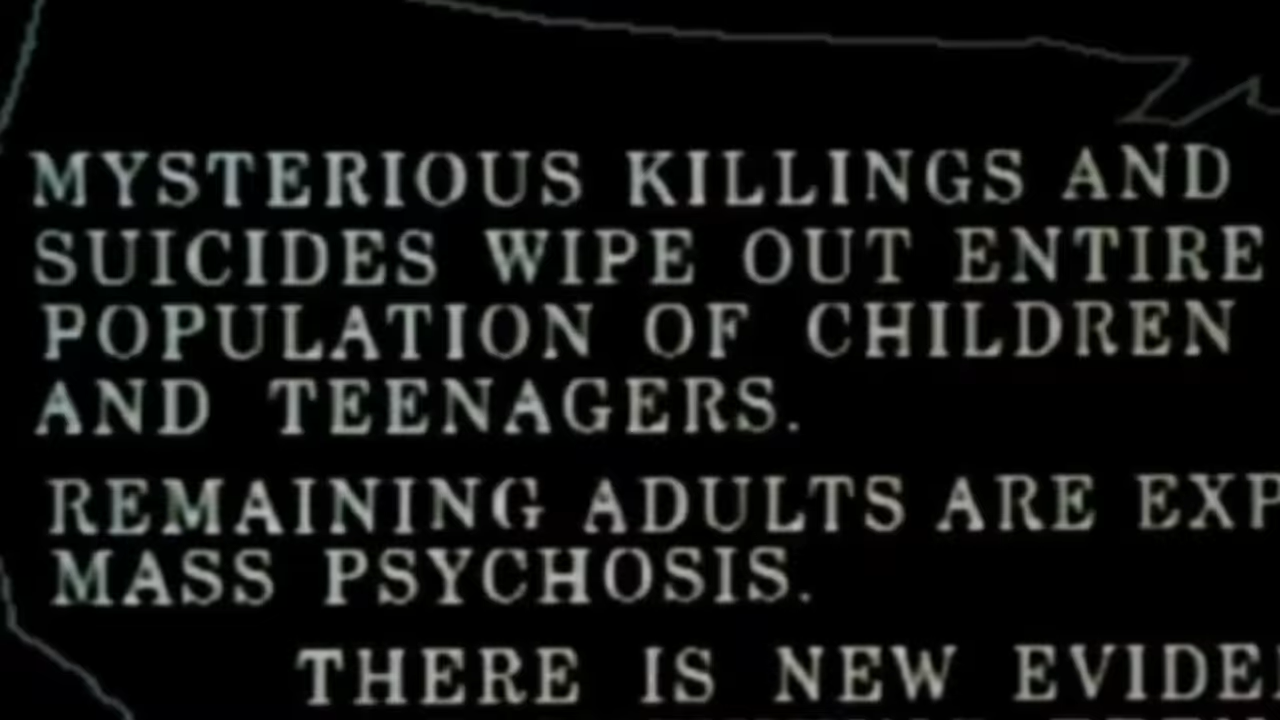 MYSTERIOUS KILLINGS AND
SUICIDES WIPE OUT ENTIRE
POPULATION OF CHILDREN
AND TEENAGERS.
REMAINING ADULTS ARE
MASS PSYCHOSIS.
THERE IS NEW